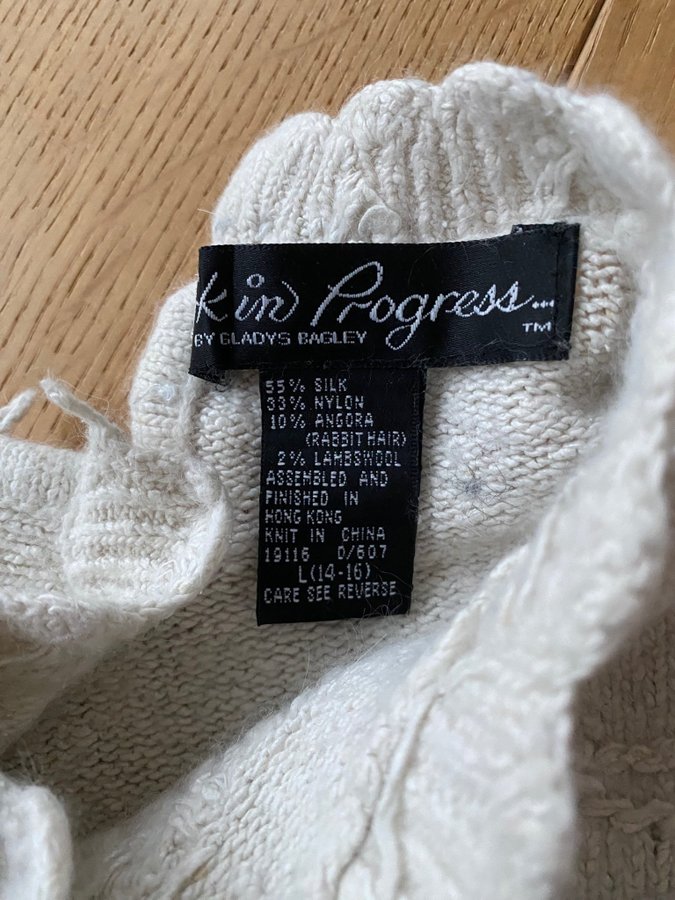 k in Progress...
BY GLADYS BAGLEY TM
55% SILK
33% NYLON
10% ANGORA
(RABBIT HAIR)
2% LAMBSWOOL
ASSEMBLED AND
FINISHED IN
HONG KONG
KNIT IN CHINA
19116 D/607
L(14-16)
CARE SEE REVERSE